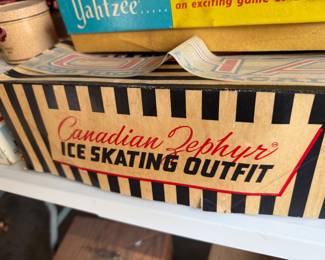 Yahtzee.....
an exciting game
Canadian Zephyr®
ICE SKATING OUTFIT